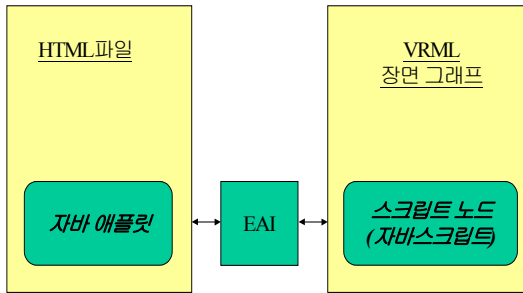 HTML파일
VRML
장면 그래프
자바 애플릿
EAI
스크립트 노드
(자바스크립트)